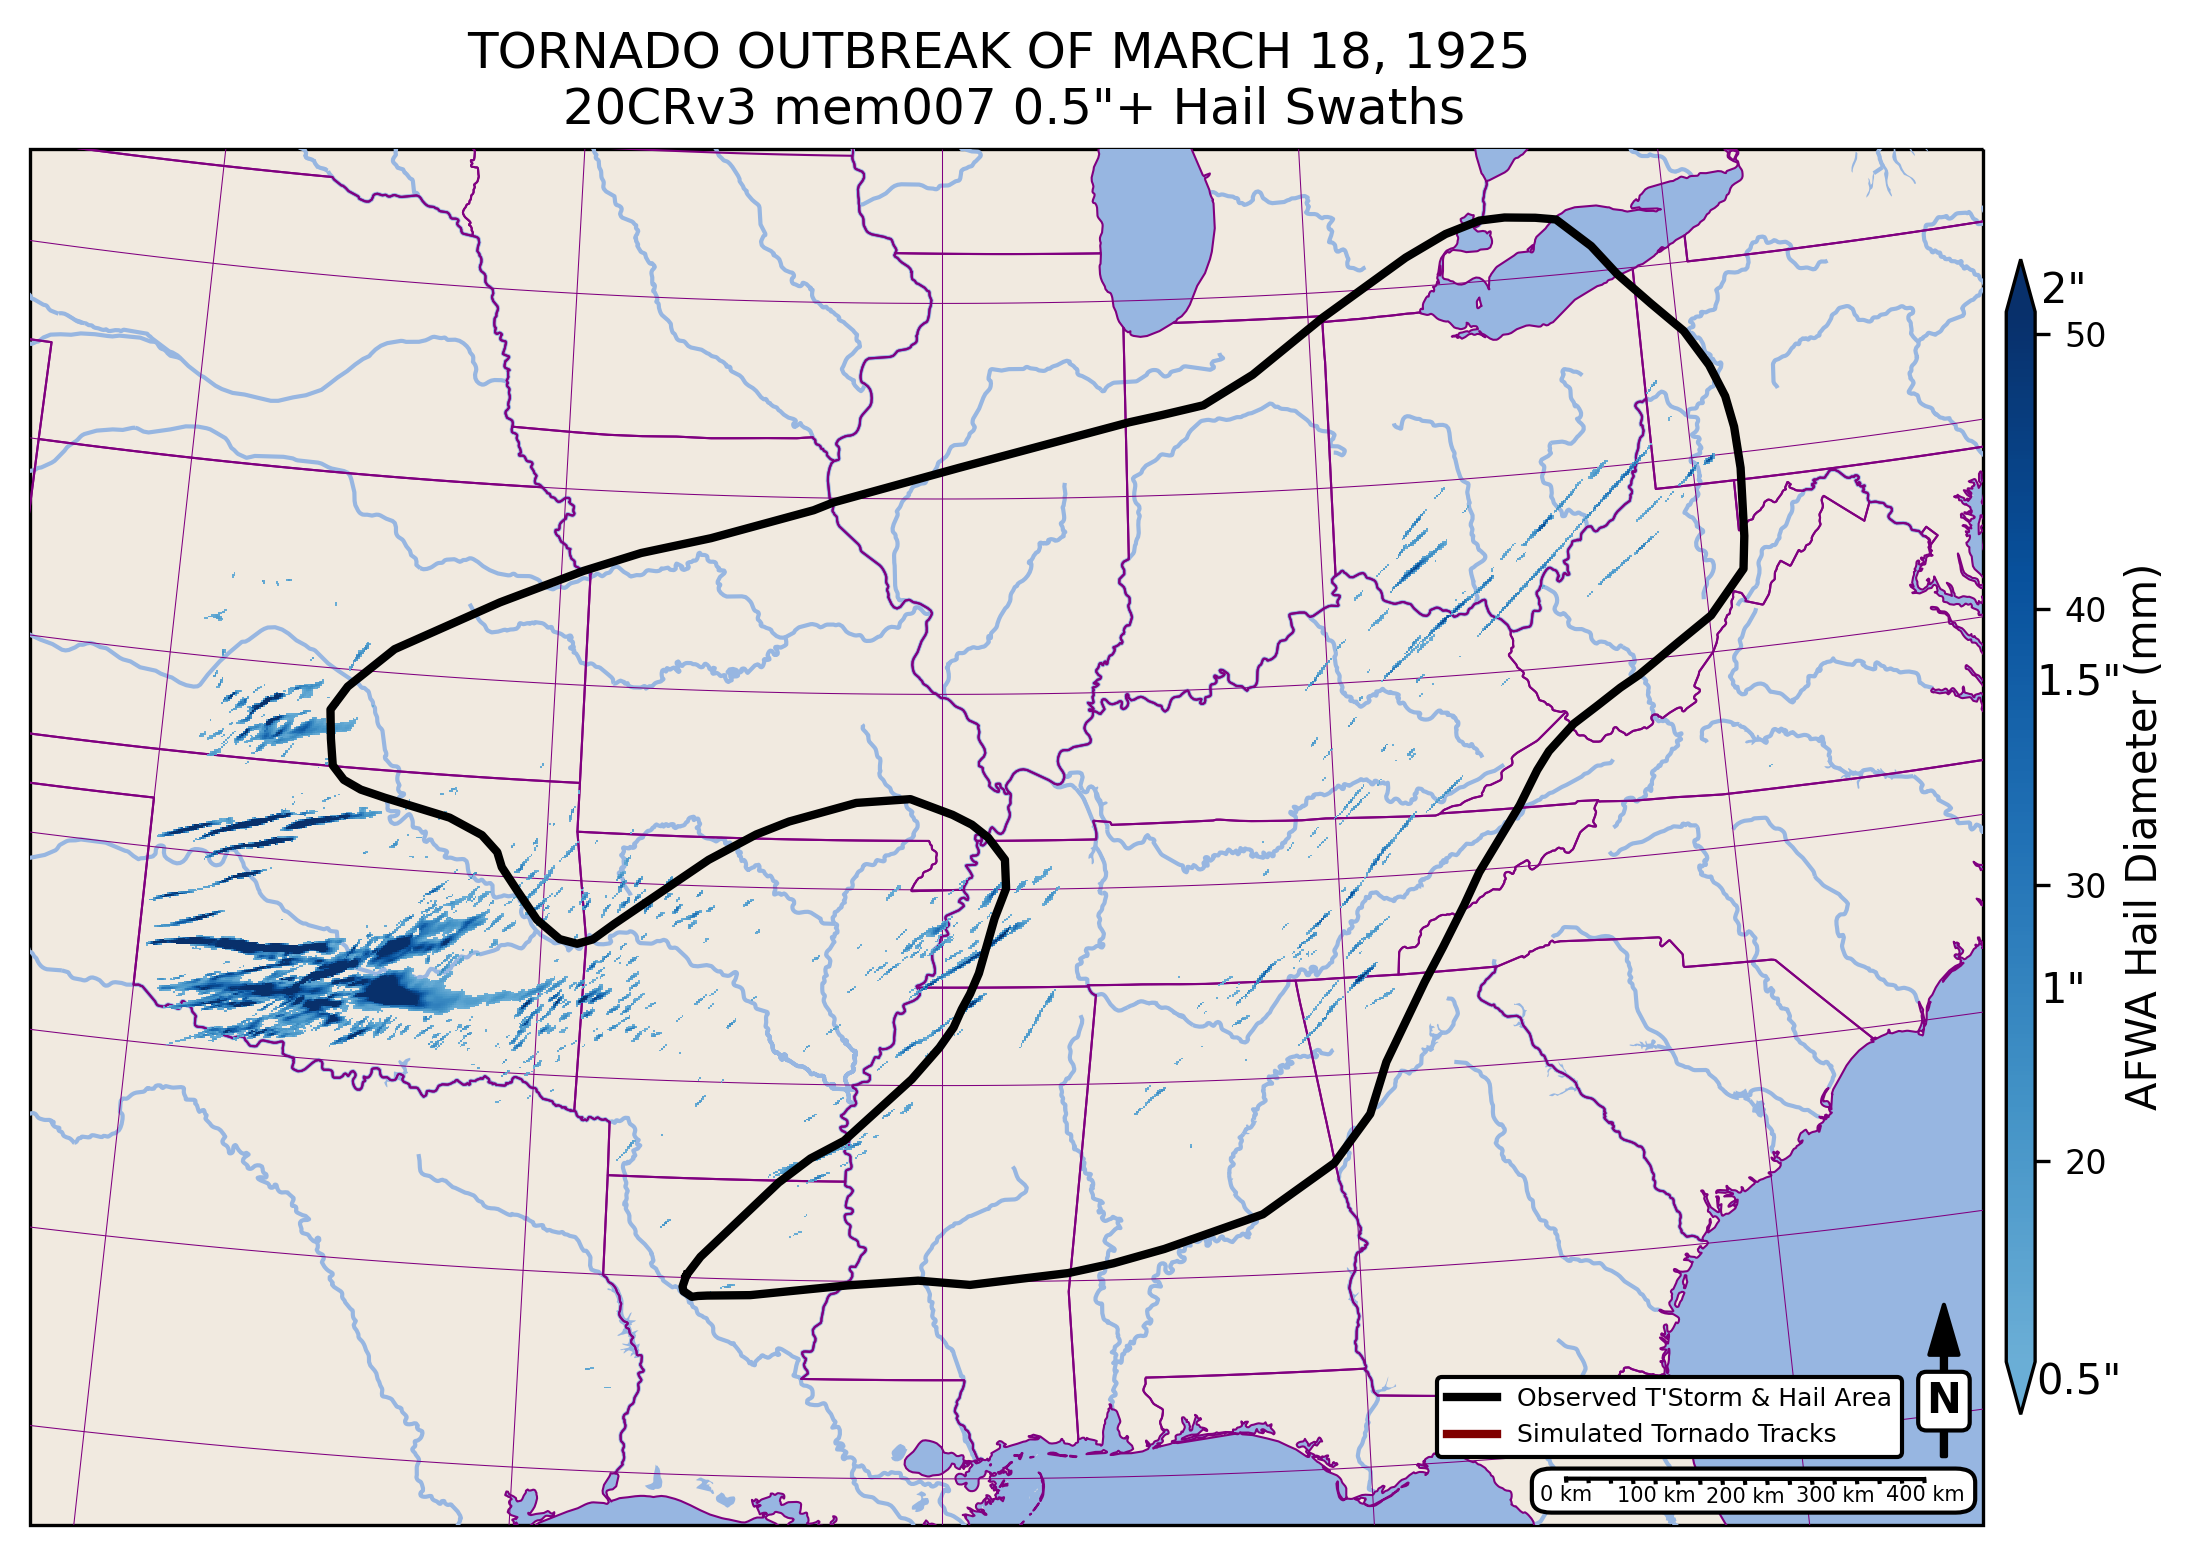 TORNADO OUTBREAK OF MARCH 18, 1925
20CRv3 mem007 0.5"+ Hail Swaths
2"
50
40
1.5"
30
1"
20
0.5"
AFWA Hail Diameter (mm)
Observed T'Storm & Hail Area
Simulated Tornado Tracks
N
0 km 100 km 200 km 300 km 400 km